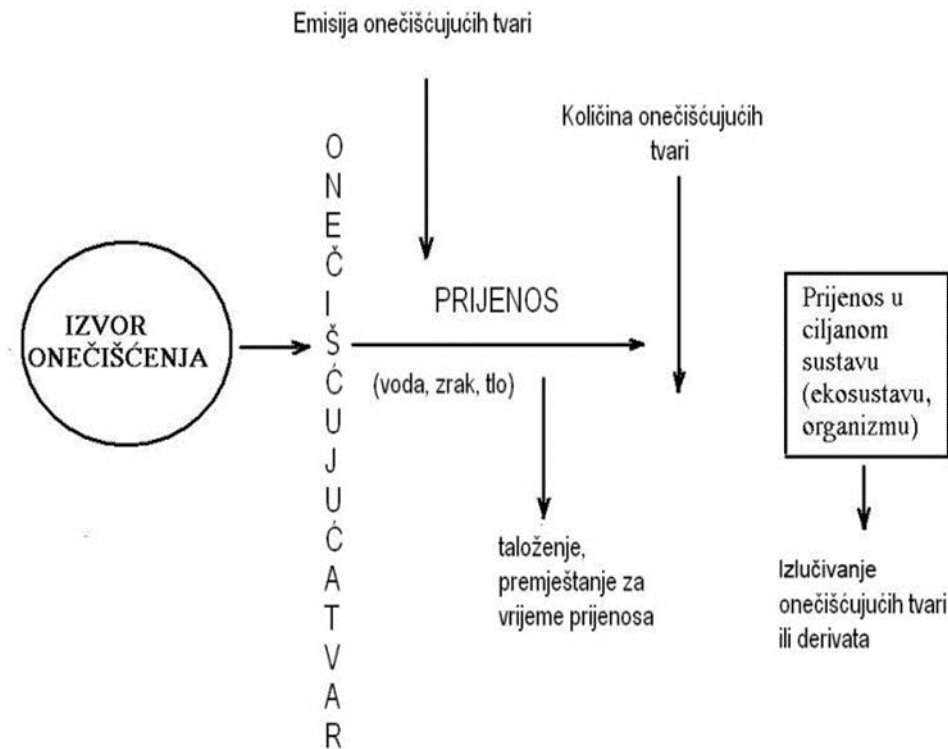 Emisija onečišćujućih tvari
Količina onečišćujućih
tvari
ONEČIŠĆUJUĆATVAR
IZVOR
ONEČIŠĆENJA
PRIJENOS
(voda, zrak, tlo)
Prijenos u
ciljanom
sustavu
(ekosustavu,
organizmu)
taloženje,
premještanje za
vrijeme prijenosa
Izlučivanje
onečišćujućih tvari
ili derivata